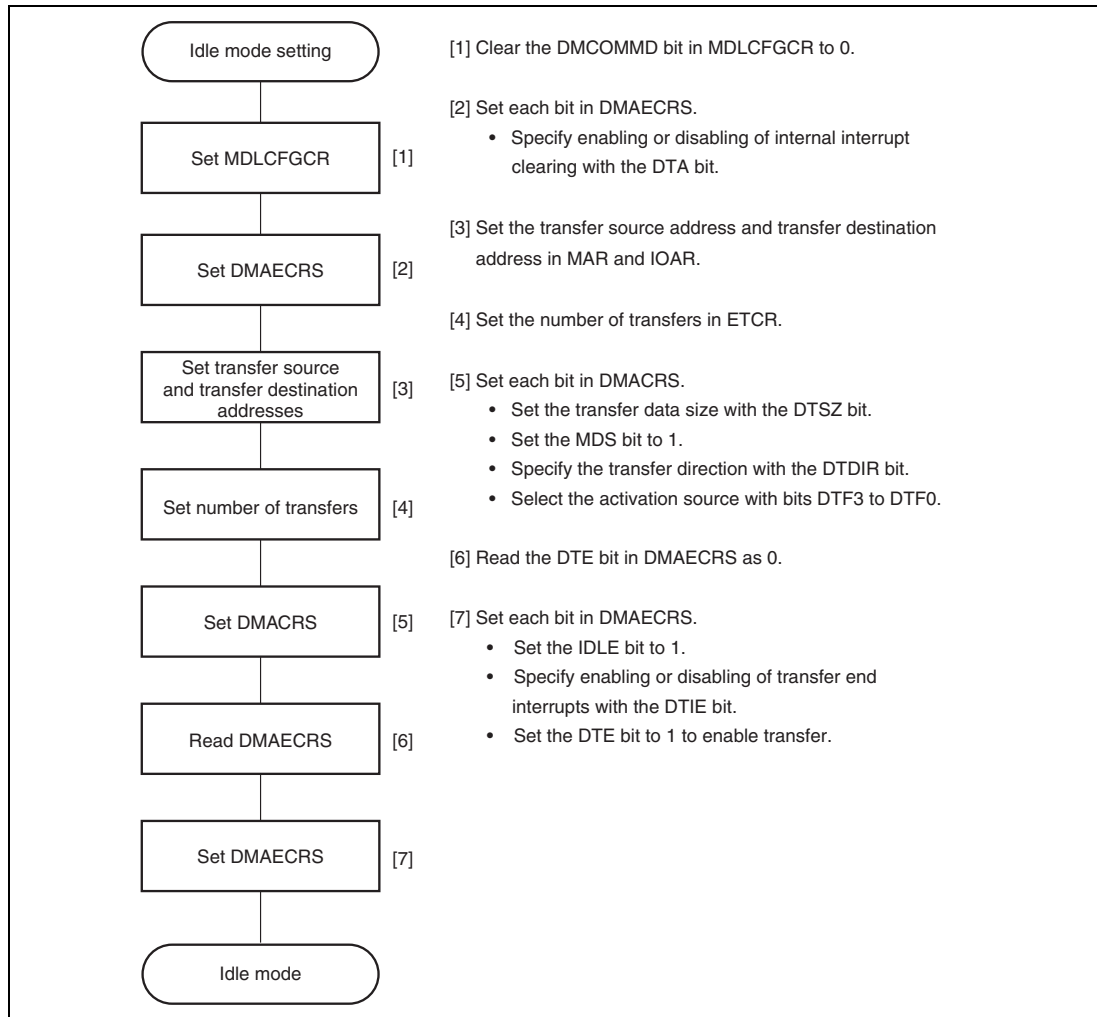 Idle mode setting
Set MDLCFGCR [1]
Set DMAECRS [2]
Set transfer source
and transfer destination
addresses
[3]
Set number of transfers [4]
Set DMACRS [5]
Read DMAECRS [6]
Set DMAECRS [7]
Idle mode
[1] Clear the DMCOMMD bit in MDLCFGCR to 0.
[2] Set each bit in DMAECRS.
• Specify enabling or disabling of internal interrupt
clearing with the DTA bit.
[3] Set the transfer source address and transfer destination
address in MAR and IOAR.
[4] Set the number of transfers in ETCR.
[5] Set each bit in DMACRS.
• Set the transfer data size with the DTSZ bit.
• Set the MDS bit to 1.
• Specify the transfer direction with the DTDIR bit.
• Select the activation source with bits DTF3 to DTF0.
[6] Read the DTE bit in DMAECRS as 0.
[7] Set each bit in DMAECRS.
• Set the IDLE bit to 1.
• Specify enabling or disabling of transfer end
interrupts with the DTIE bit.
• Set the DTE bit to 1 to enable transfer.